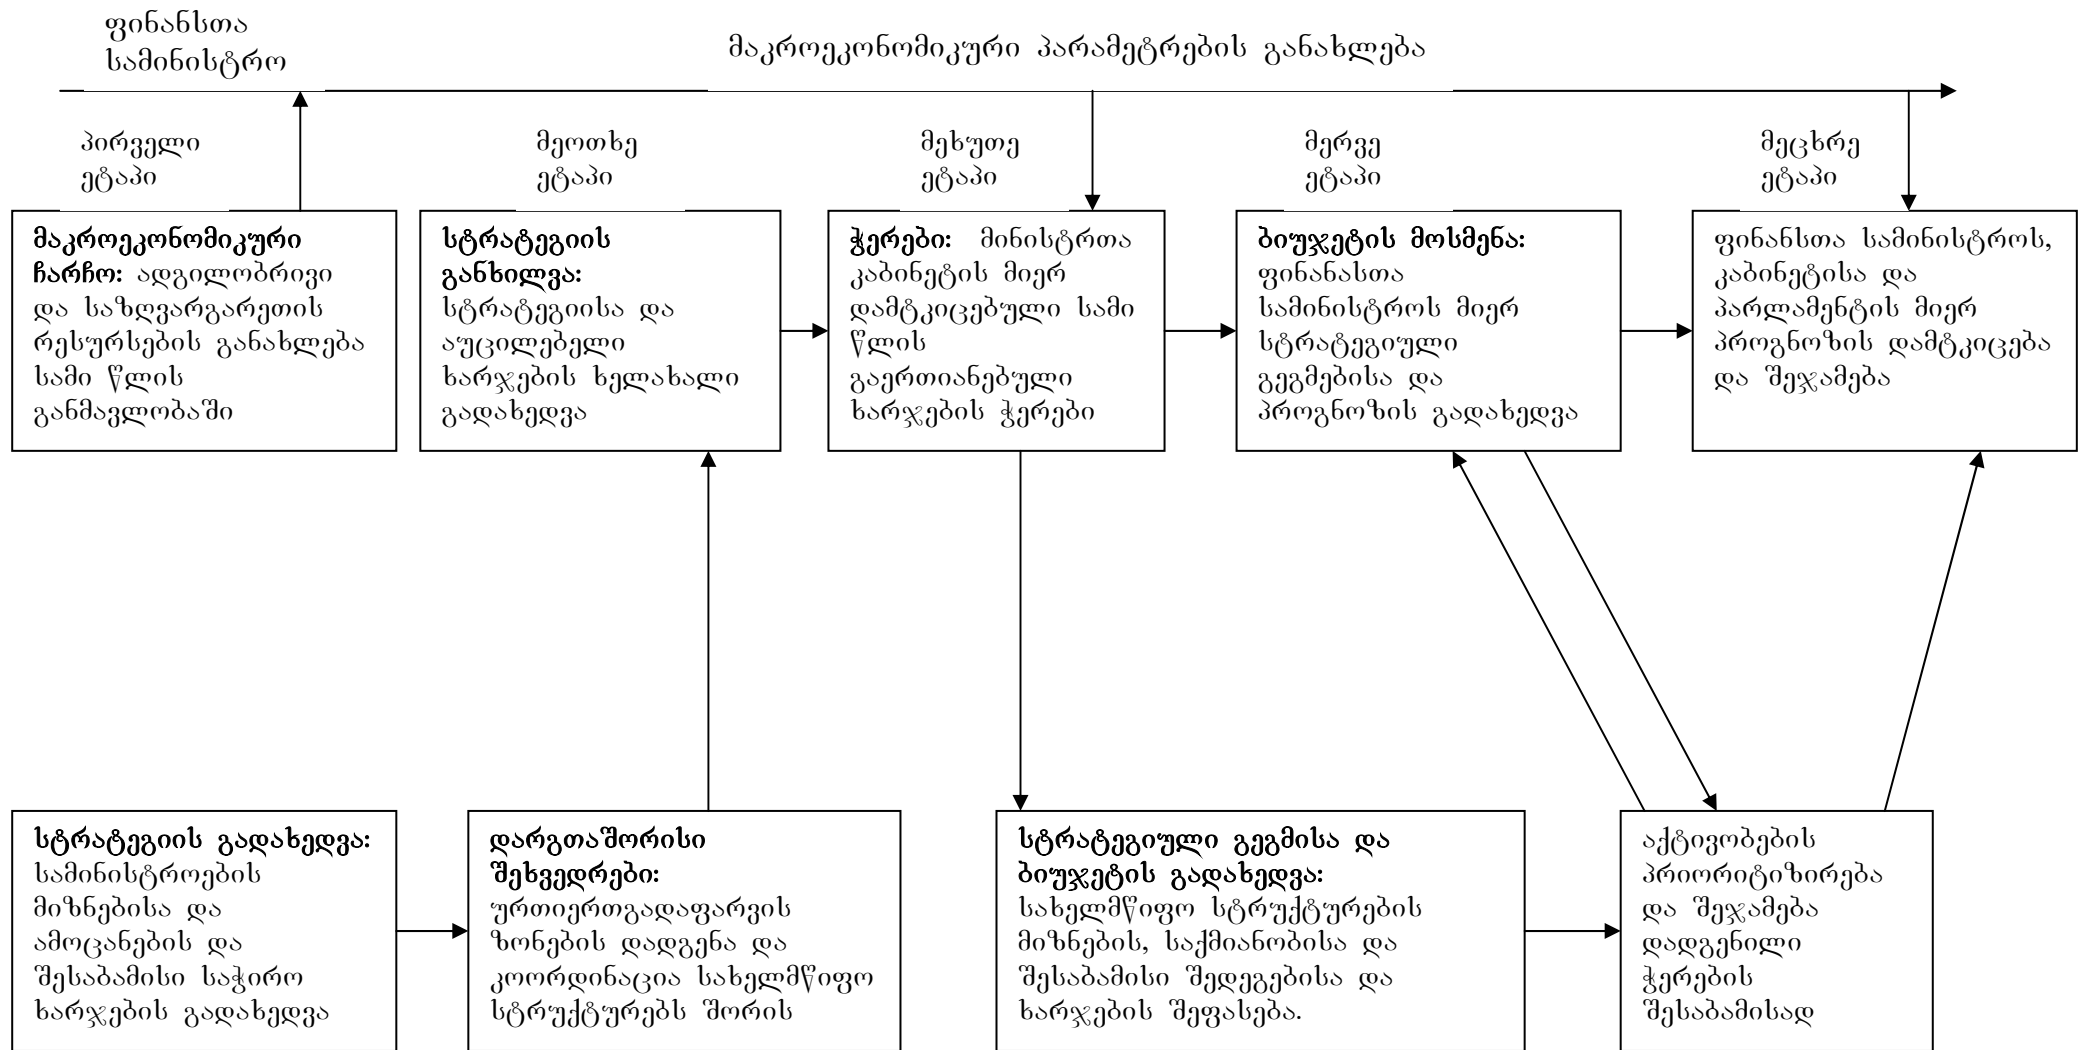 ფინანსთა
სამინისტრო
მაკროეკონომიკური პარამეტრების განახლება
პირველი
ეტაპი
მეოთხე
ეტაპი
მეხუთე
ეტაპი
მერვე
ეტაპი
მეცხრე
ეტაპი
მაკროეკონომიკური
ჩარჩო: ადგილობრივი
და საზღვარგარეთის
რესურსების განახლება
სამი წლის
განმავლობაში
სტრატეგიის
განხილვა:
სტრატეგიისა და
აუცილებელი
ხარჯების ხელახალი
გადახედვა
ჭერები: მინისტრთა
კაბინეტის მიერ
დამტკიცებული სამი
წლის
გაერთიანებული
ხარჯების ჭერები
ბიუჯეტის მოსმენა:
ფინანასთა
სამინისტროს მიერ
სტრატეგიული
გეგმებისა და
პროგნოზის გადახედვა
ფინანსთა სამინისტროს,
კაბინეტისა და
პარლამენტის მიერ
პროგნოზის დამტკიცება
და შეჯამება
სტრატეგიის გადახედვა:
სამინისტროების
მიზნებისა და
ამოცანების და
შესაბამისი საჭირო
ხარჯების გადახედვა
დარგთაშორისი
შეხვედრები:
ურთიერთგადაფარვის
ზონების დადგენა და
კოორდინაცია სახელმწიფო
სტრუქტურებს შორის
სტრატეგიული გეგმისა და
ბიუჯეტის გადახედვა:
სახელმწიფო სტრუქტურების
მიზნების, საქმიანობისა და
შესაბამისი შედეგებისა და
ხარჯების შეფასება.
აქტივობების
პრიორიტიზირება
და შეჯამება
დადგენილი
ჭერების
შესაბამისად